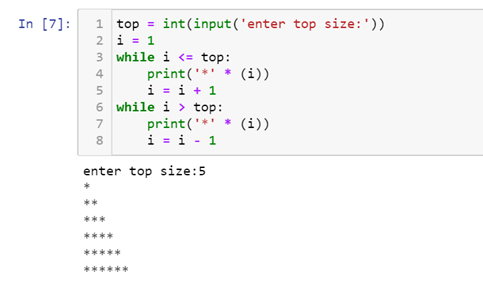 In [7]:
1 top = int(input('enter top size:'))
2 i = 1
3 while i <= top:
4     print('*' * (i))
5     i = i + 1
6 while i > top:
7     print('*' * (i))
8     i = i - 1
enter top size:5
*
**
***
****
*****
******